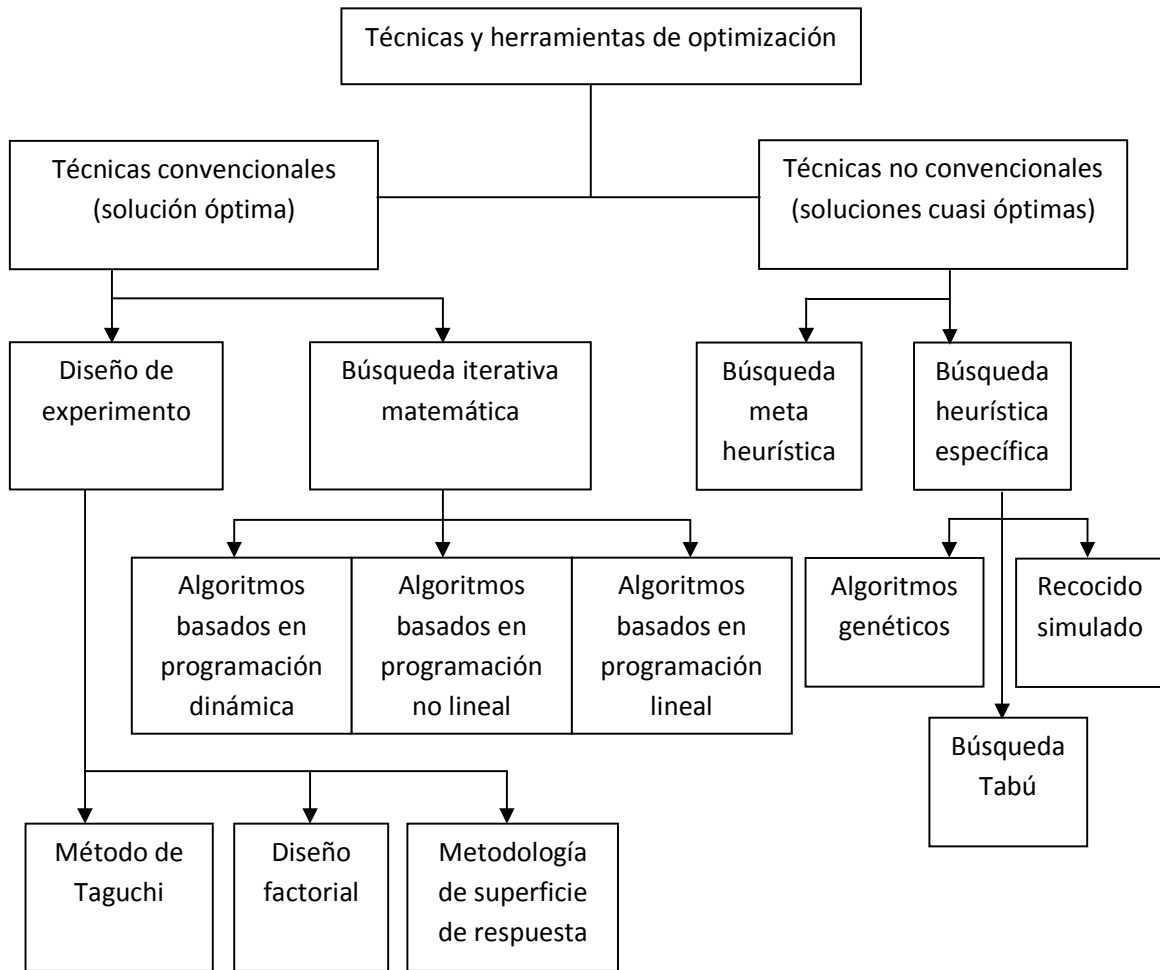 Técnicas y herramientas de optimización
Técnicas convencionales
(solución óptima)
Técnicas no convencionales
(soluciones cuasi óptimas)
Diseño de
experimento
Búsqueda iterativa
matemática
Búsqueda
meta
heurística
Búsqueda
heurística
específica
Algoritmos
basados en
programación
dinámica
Algoritmos
basados en
programación
no lineal
Algoritmos
basados en
programación
lineal
Algoritmos
genéticos
Recocido
simulado
Búsqueda
Tabú
Método de
Taguchi
Diseño
factorial
Metodología
de superficie
de respuesta